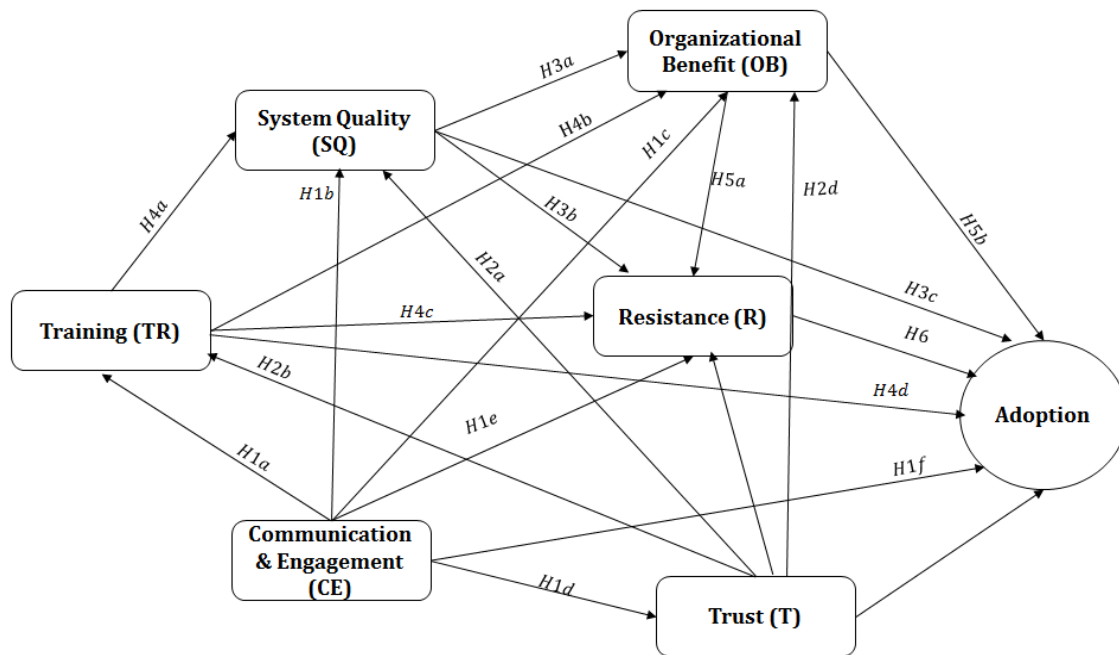 Organizational
Benefit (OB)
H3a
System Quality
(SQ)
H4b
H1c
H5a
H2d
H1b
H3b
H4a
H5b
H2a
H3c
Training (TR)
H4c
Resistance (R)
H6
H2b
H4d
Adoption
H1e
H1a
H1f
Communication
& Engagement
(CE)
H1d
Trust (T)